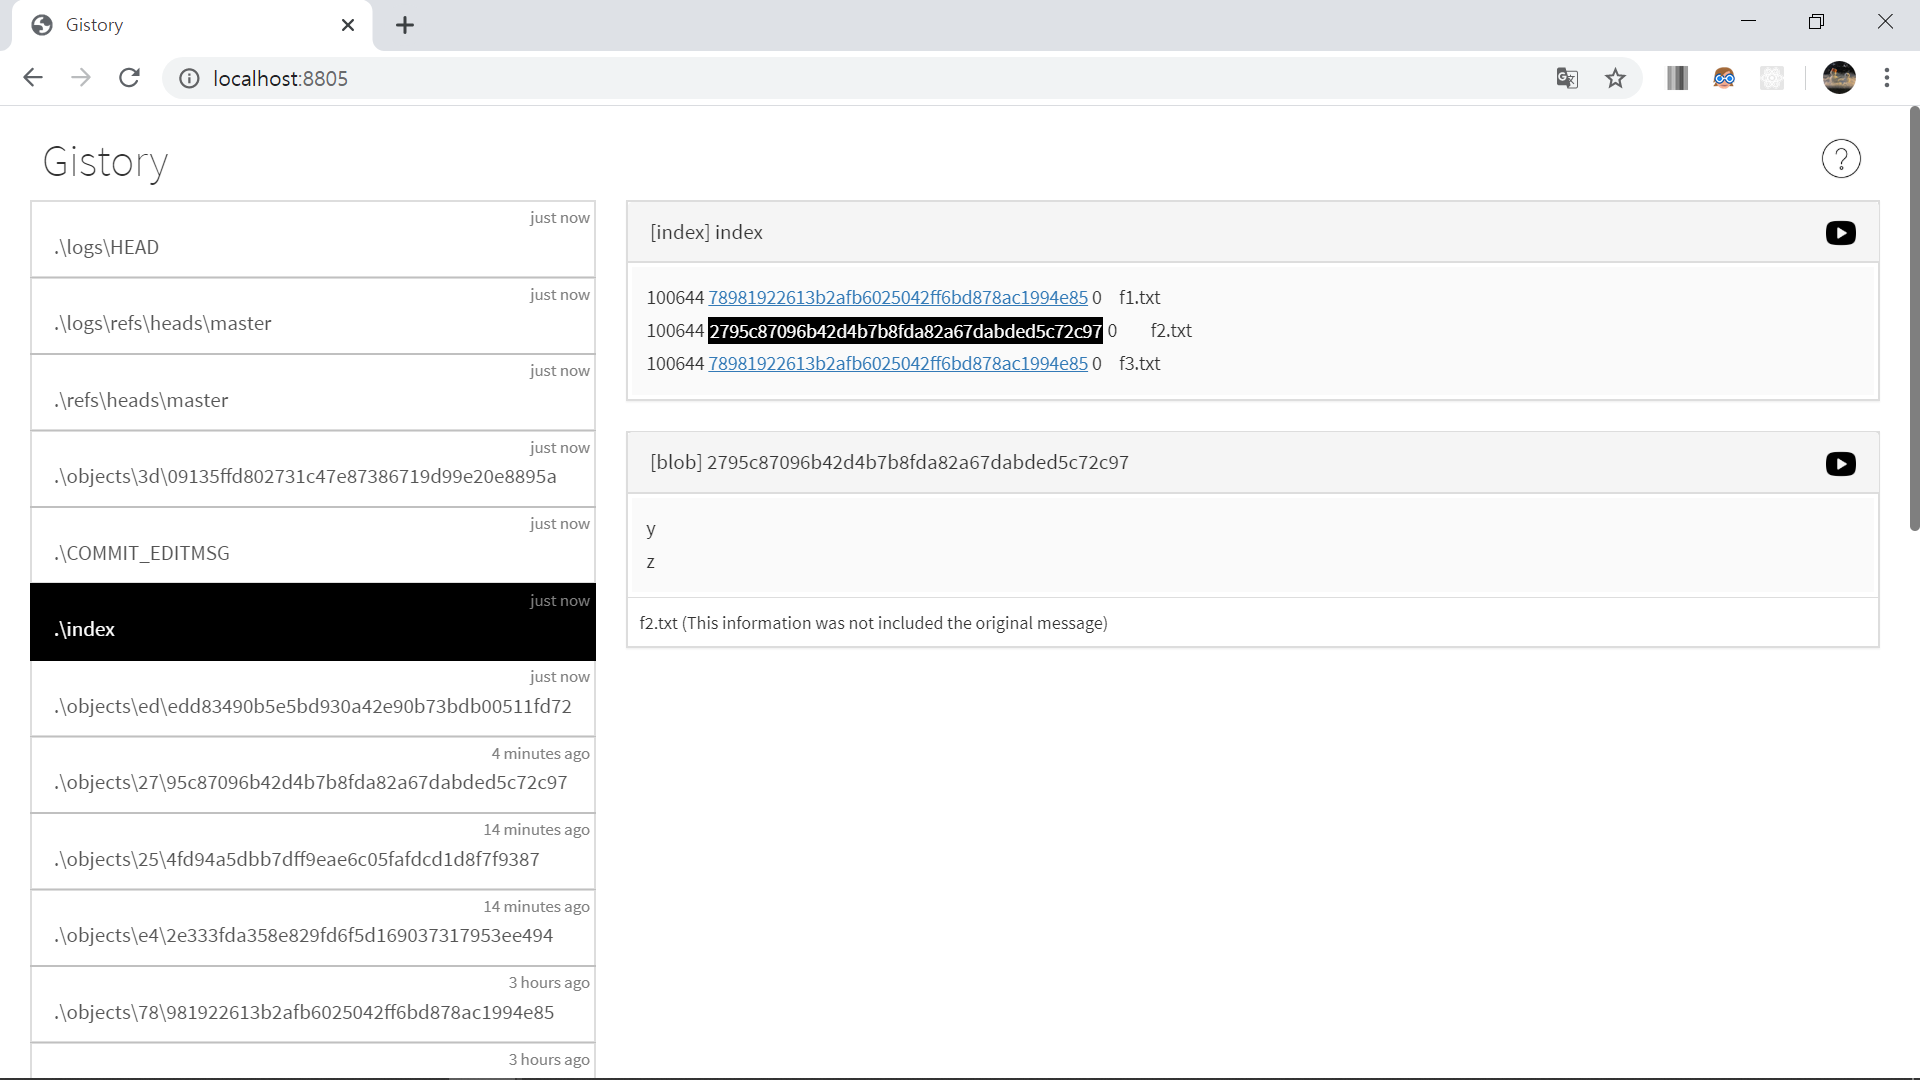 Gistory
localhost:8805
Gistory
?
just now
.\logs\HEAD
just now
.\logs\refs\heads\master
just now
.\refs\heads\master
just now
.\objects\3d\09135ffd802731c47e87386719d99e20e8895a
just now
.\COMMIT_EDITMSG
just now
.\index
just now
.\objects\ed\edd83490b5e5bd930a42e90b73bdb00511fd72
4 minutes ago
.\objects\27\95c87096b42d4b7b8fda82a67dabded5c72c97
14 minutes ago
.\objects\25\4fd94a5dbb7dff9eae6c05fafdcd1d8f7f9387
14 minutes ago
.\objects\e4\2e333fda358e829fd6f5d169037317953ee494
3 hours ago
.\objects\78\981922613b2afb6025042ff6bd878ac1994e85
3 hours ago
[index] index
100644 78981922613b2afb6025042ff6bd878ac1994e85 0 f1.txt
100644 2795c87096b42d4b7b8fda82a67dabded5c72c97 0 f2.txt
100644 78981922613b2afb6025042ff6bd878ac1994e85 0 f3.txt
[blob] 2795c87096b42d4b7b8fda82a67dabded5c72c97
y
z
f2.txt (This information was not included the original message)